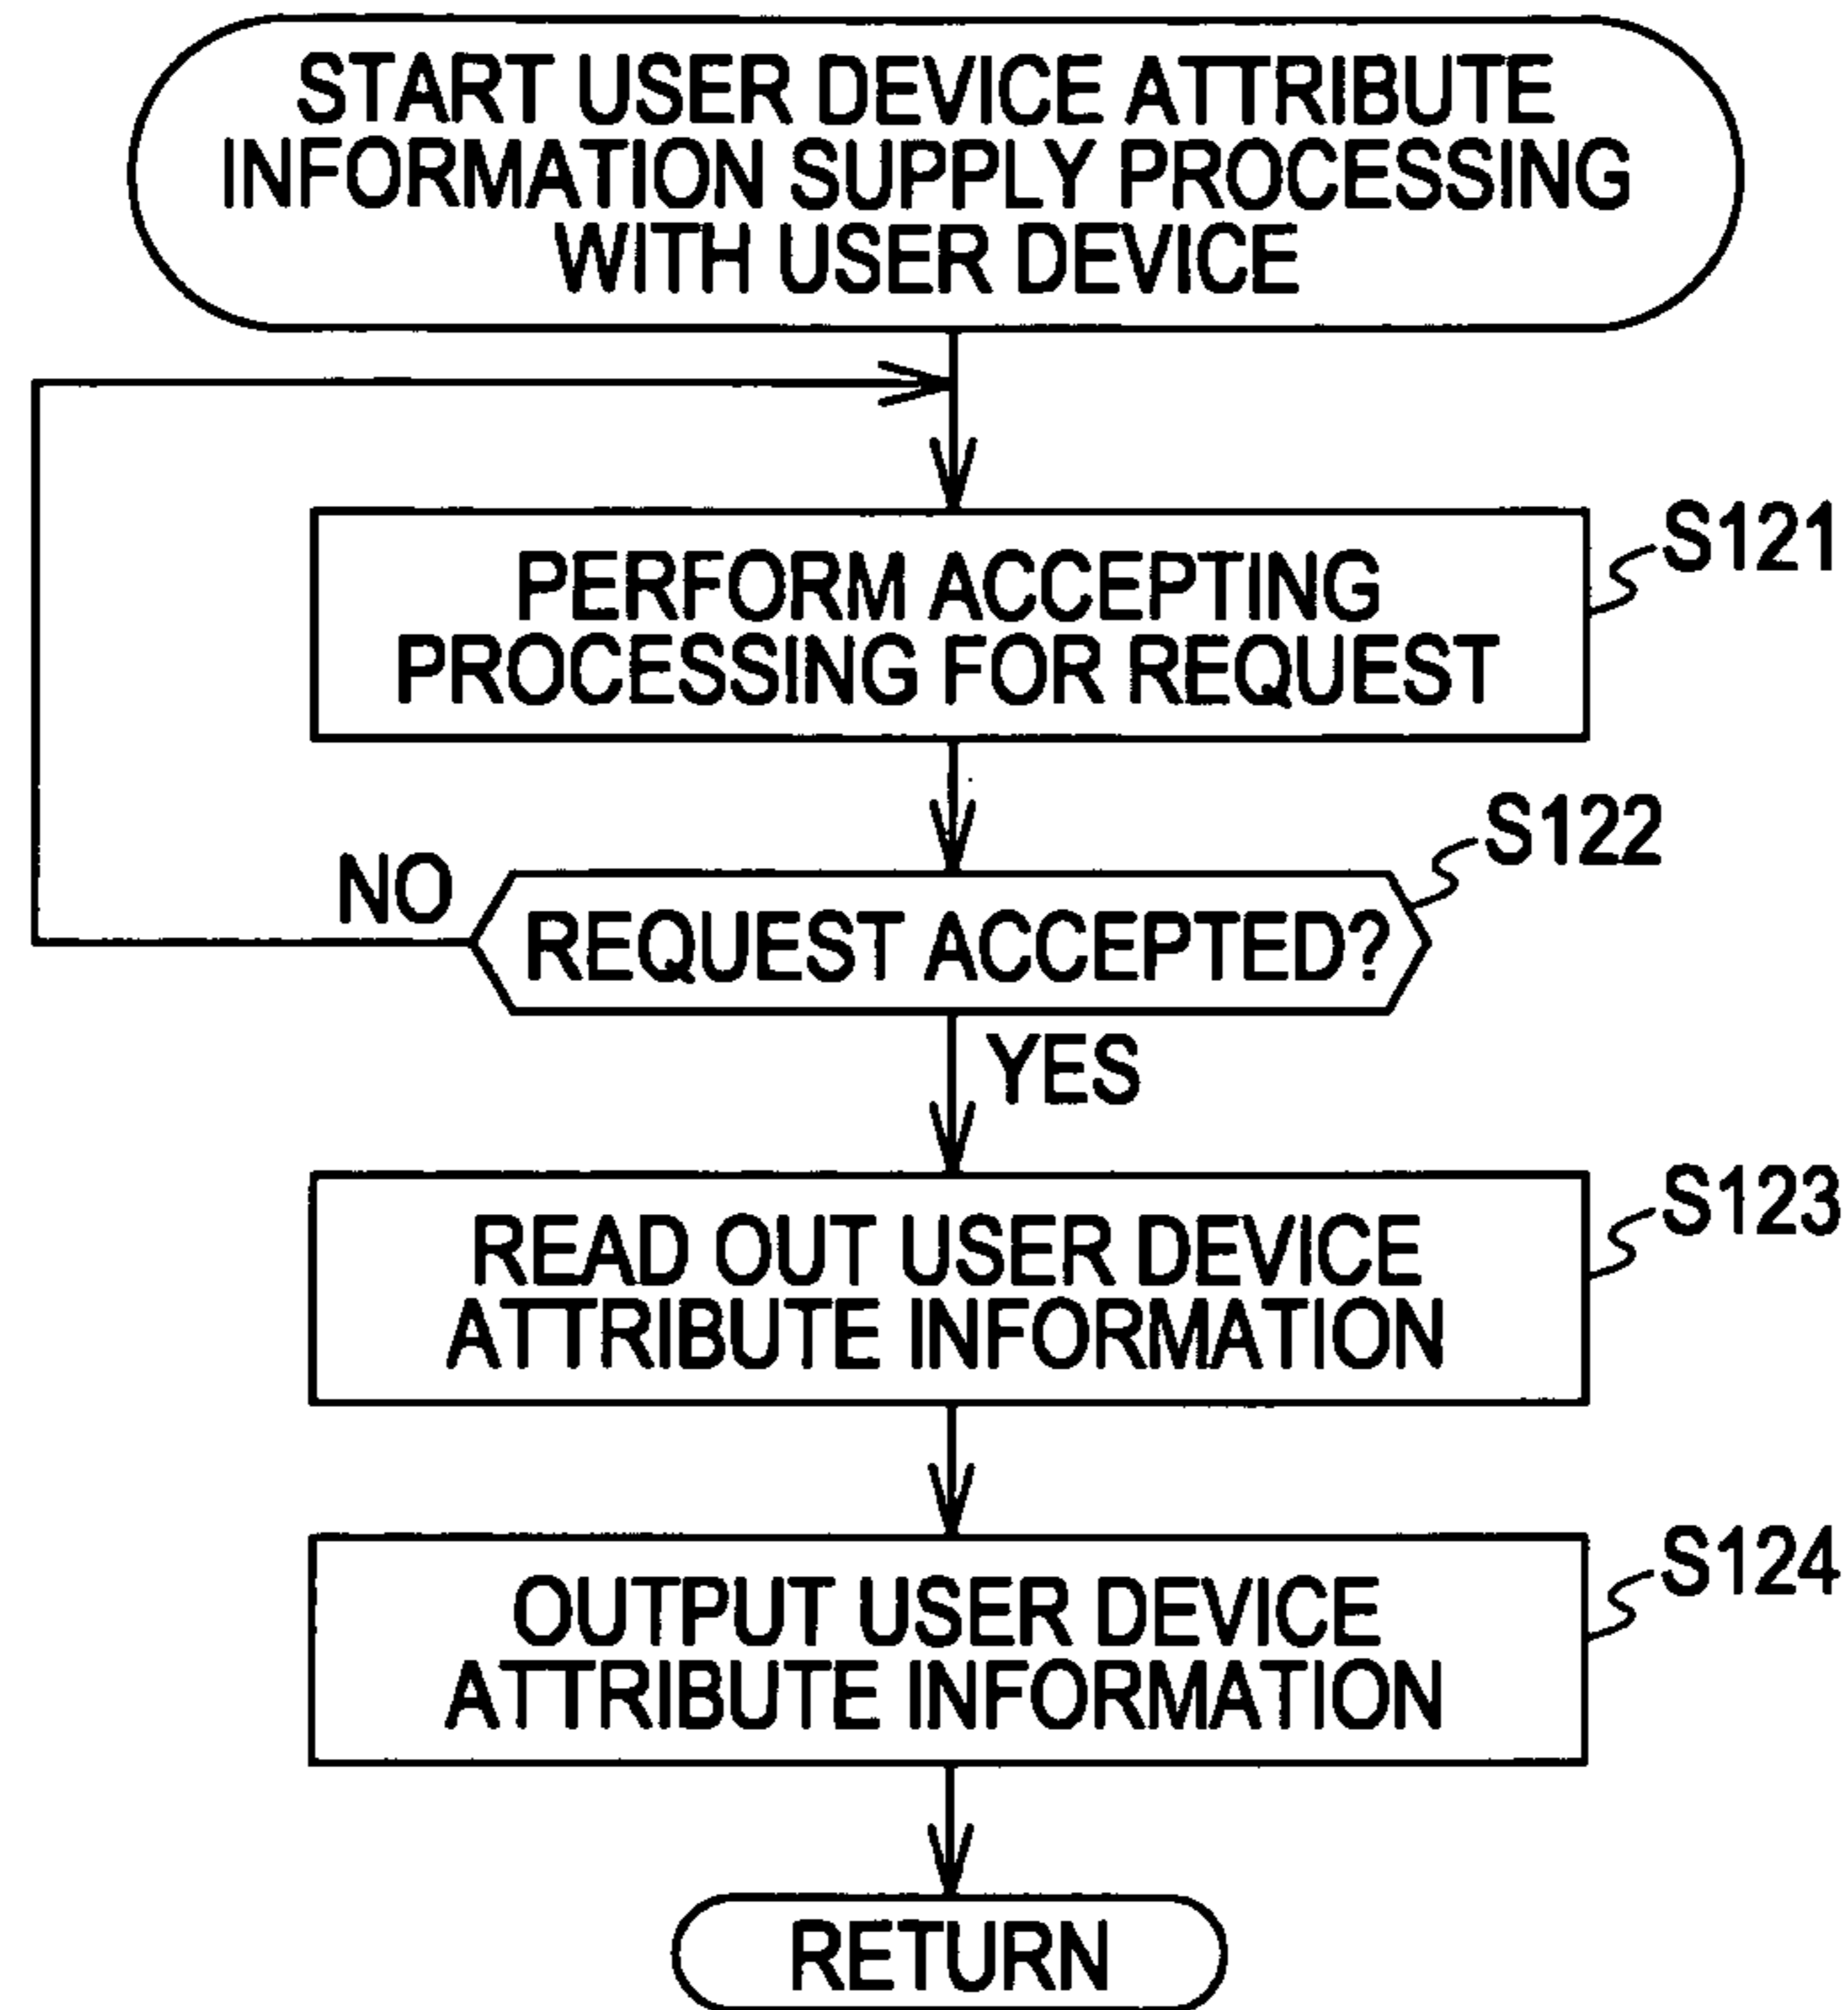 START USER DEVICE ATTRIBUTE
INFORMATION SUPPLY PROCESSING
WITH USER DEVICE
S121
PERFORM ACCEPTING
PROCESSING FOR REQUEST
S122
NO
REQUEST ACCEPTED?
YES
S123
READ OUT USER DEVICE
ATTRIBUTE INFORMATION
S124
OUTPUT USER DEVICE
ATTRIBUTE INFORMATION
RETURN